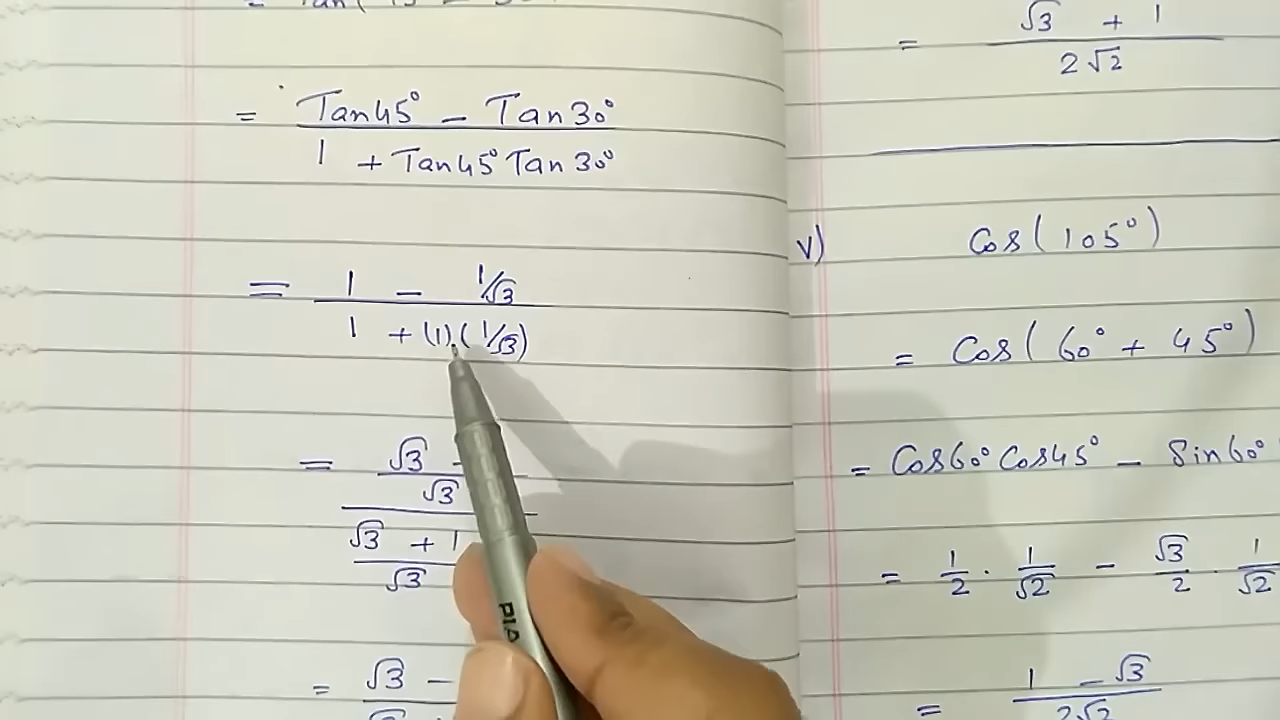 = Tan45° - Tan30°
1 + Tan45° Tan30°
= 1 - 1/√3
1 + (1).(1/√3)
= √3 -
√3
√3 + 1
√3
= √3 -
= √3 + 1
2√2
v) Cos(105°)
= Cos(60° + 45°)
= Cos60° Cos45° - Sin60°
= 1/2 . 1/√2 - √3/2 . 1/√2
= 1 - √3
2√2
PLA